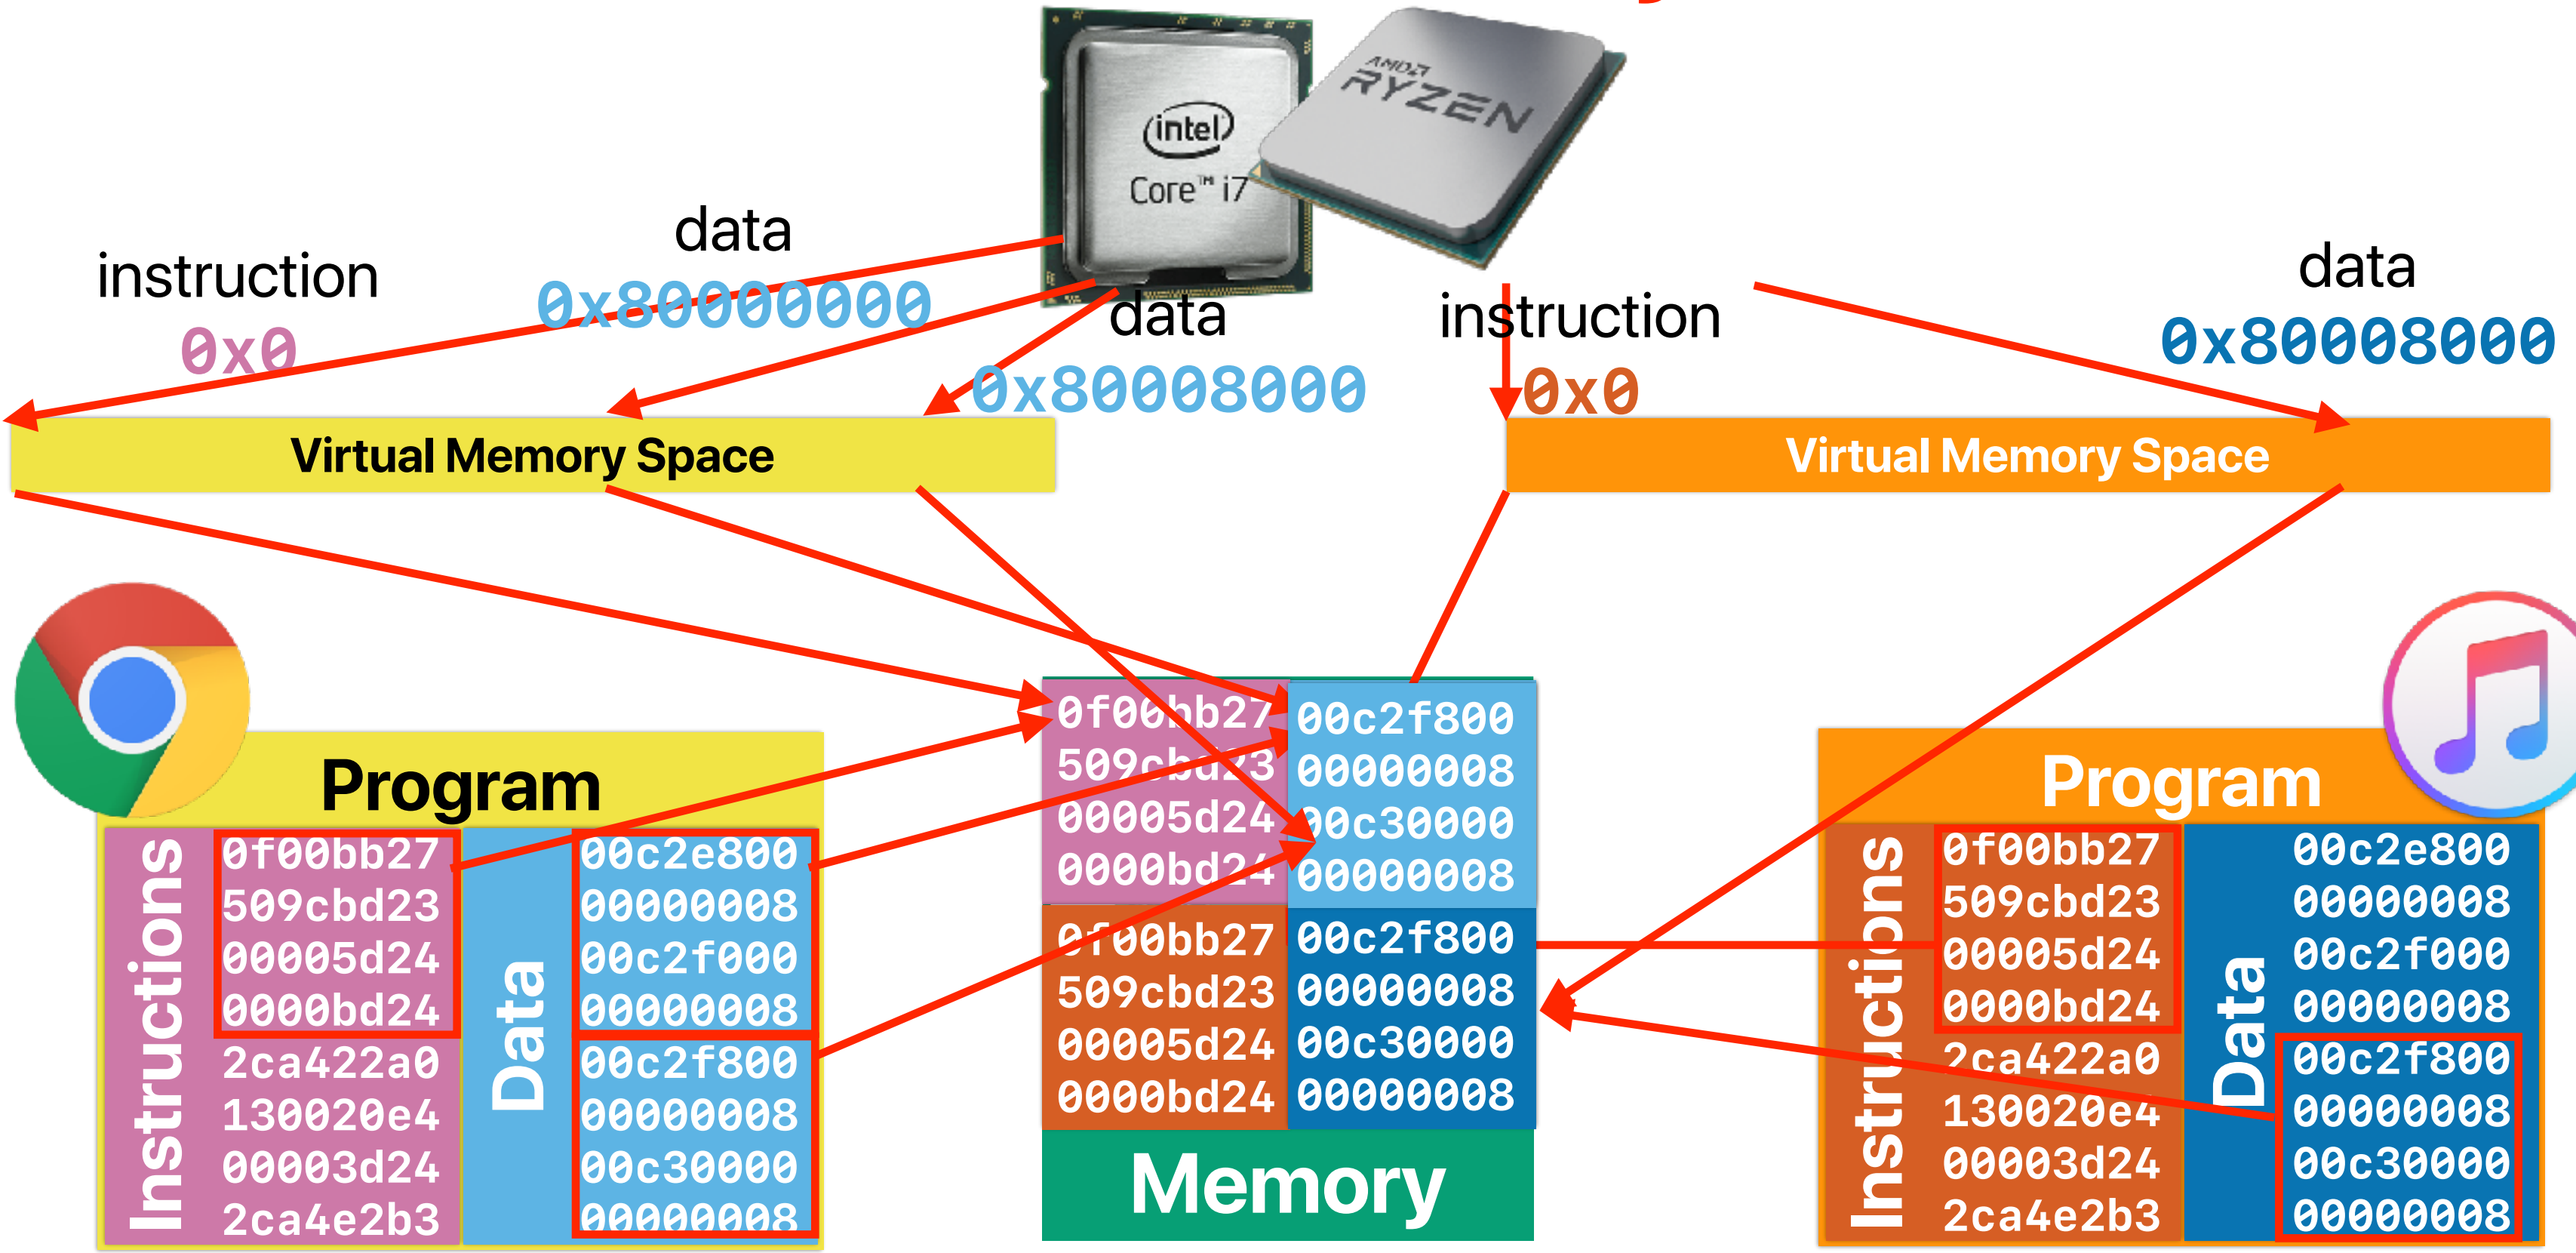 intel
Core™ i7
AMD
RYZEN
instruction
0x0
data
0x80000000
data
0x80008000
instruction
0x0
data
0x80008000
Virtual Memory Space
Virtual Memory Space
Program
Instructions
0f00bb27
509cbd23
00005d24
0000bd24
2ca422a0
130020e4
00003d24
2ca4e2b3
Data
00c2e800
00000008
00c2f000
00000008
00c2f800
00000008
00c30000
00000008
0f00bb27
509cbd23
00005d24
0000bd24
00c2f800
00000008
00c30000
00000008
0f00bb27
509cbd23
00005d24
0000bd24
00c2f800
00000008
00c30000
00000008
Memory
Program
Instructions
0f00bb27
509cbd23
00005d24
0000bd24
2ca422a0
130020e4
00003d24
2ca4e2b3
Data
00c2e800
00000008
00c2f000
00000008
00c2f800
00000008
00c30000
00000008